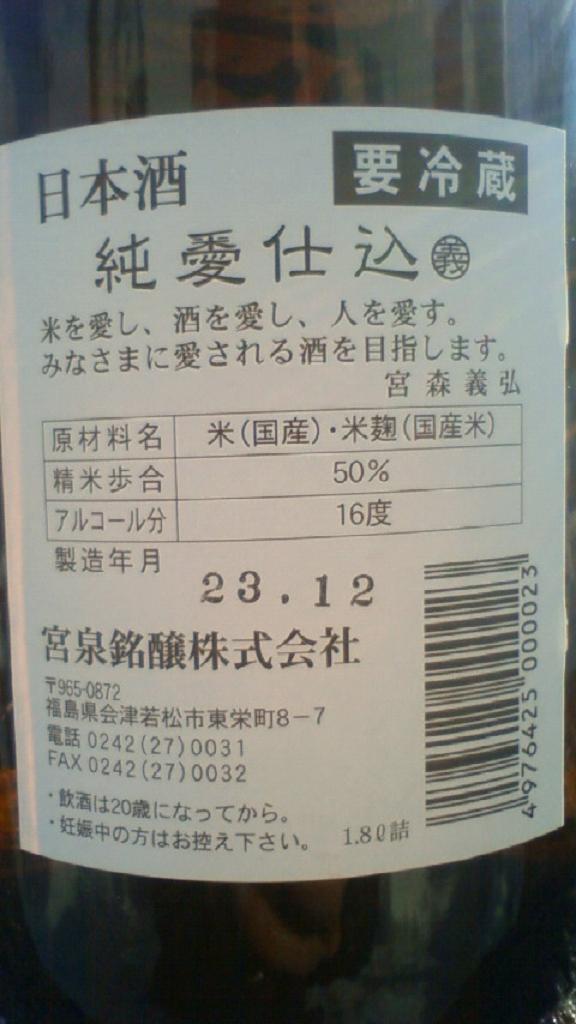 日本酒 要冷蔵
純愛仕込 義
米を愛し、酒を愛し、人を愛す。
みなさまに愛される酒を目指します。
宮森義弘
原材料名 米(国産)・米麹(国産米)
精米歩合 50%
アルコール分 16度
製造年月
23.12
宮泉銘醸株式会社
〒965-0872
福島県会津若松市東栄町8-7
電話 0242(27)0031
FAX 0242(27)0032
・飲酒は20歳になってから。
・妊娠中の方はお控え下さい。
1.8ℓ詰
4976425000023